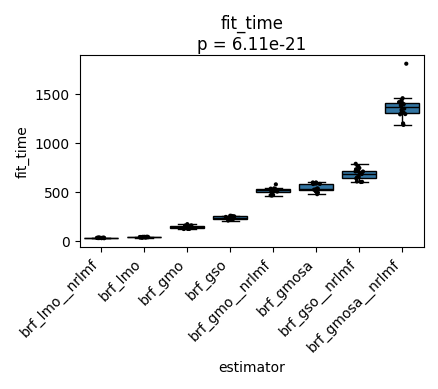 fit_time
p = 6.11e-21
fit_time
1500
1000
500
0
brf_lmo__nrlmf
brf_lmo
brf_gmo
brf_gso
brf_gmo__nrlmf
brf_gmosa
brf_gso__nrlmf
brf_gmosa__nrlmf
estimator